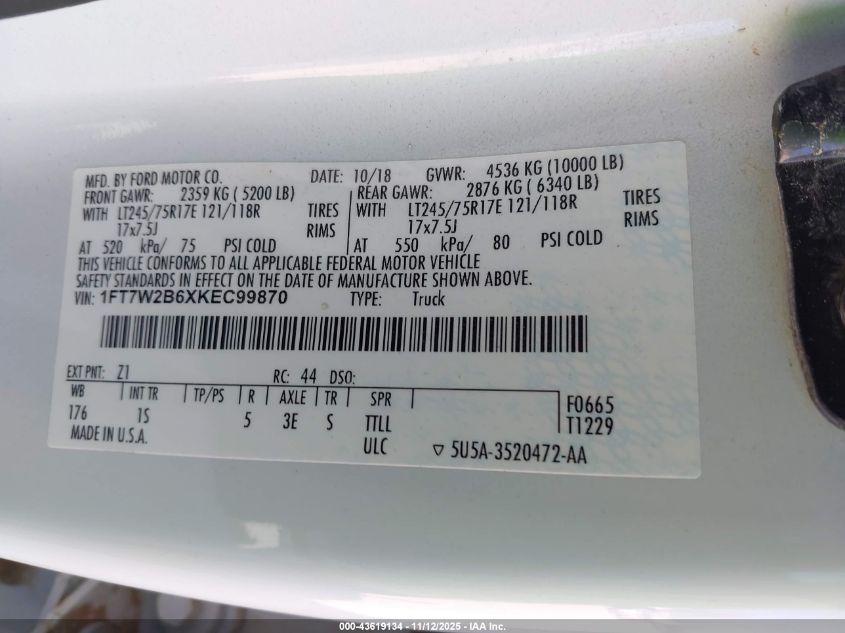 MFD. BY FORD MOTOR CO. DATE: 10/18 GVWR: 4536 KG (10000 LB)
FRONT GAWR: 2359 KG ( 5200 LB) REAR GAWR: 2876 KG ( 6340 LB)
WITH LT245/75R17E 121/118R TIRES WITH LT245/75R17E 121/118R TIRES
17x7.5J RIMS 17x7.5J RIMS
AT 520 kPa/ 75 PSI COLD AT 550 kPa/ 80 PSI COLD
THIS VEHICLE CONFORMS TO ALL APPLICABLE FEDERAL MOTOR VEHICLE
SAFETY STANDARDS IN EFFECT ON THE DATE OF MANUFACTURE SHOWN ABOVE.
VIN: 1FT7W2B6XKEC99870 TYPE: Truck
EXT PNT: Z1 RC: 44 DSO:
WB INT TR TP/PS R AXLE TR SPR
176 1S 5 3E S TTLL F0665
MADE IN U.S.A. ULC T1229
5U5A-3520472-AA
000-43619134 - 11/12/2025 - IAA Inc.